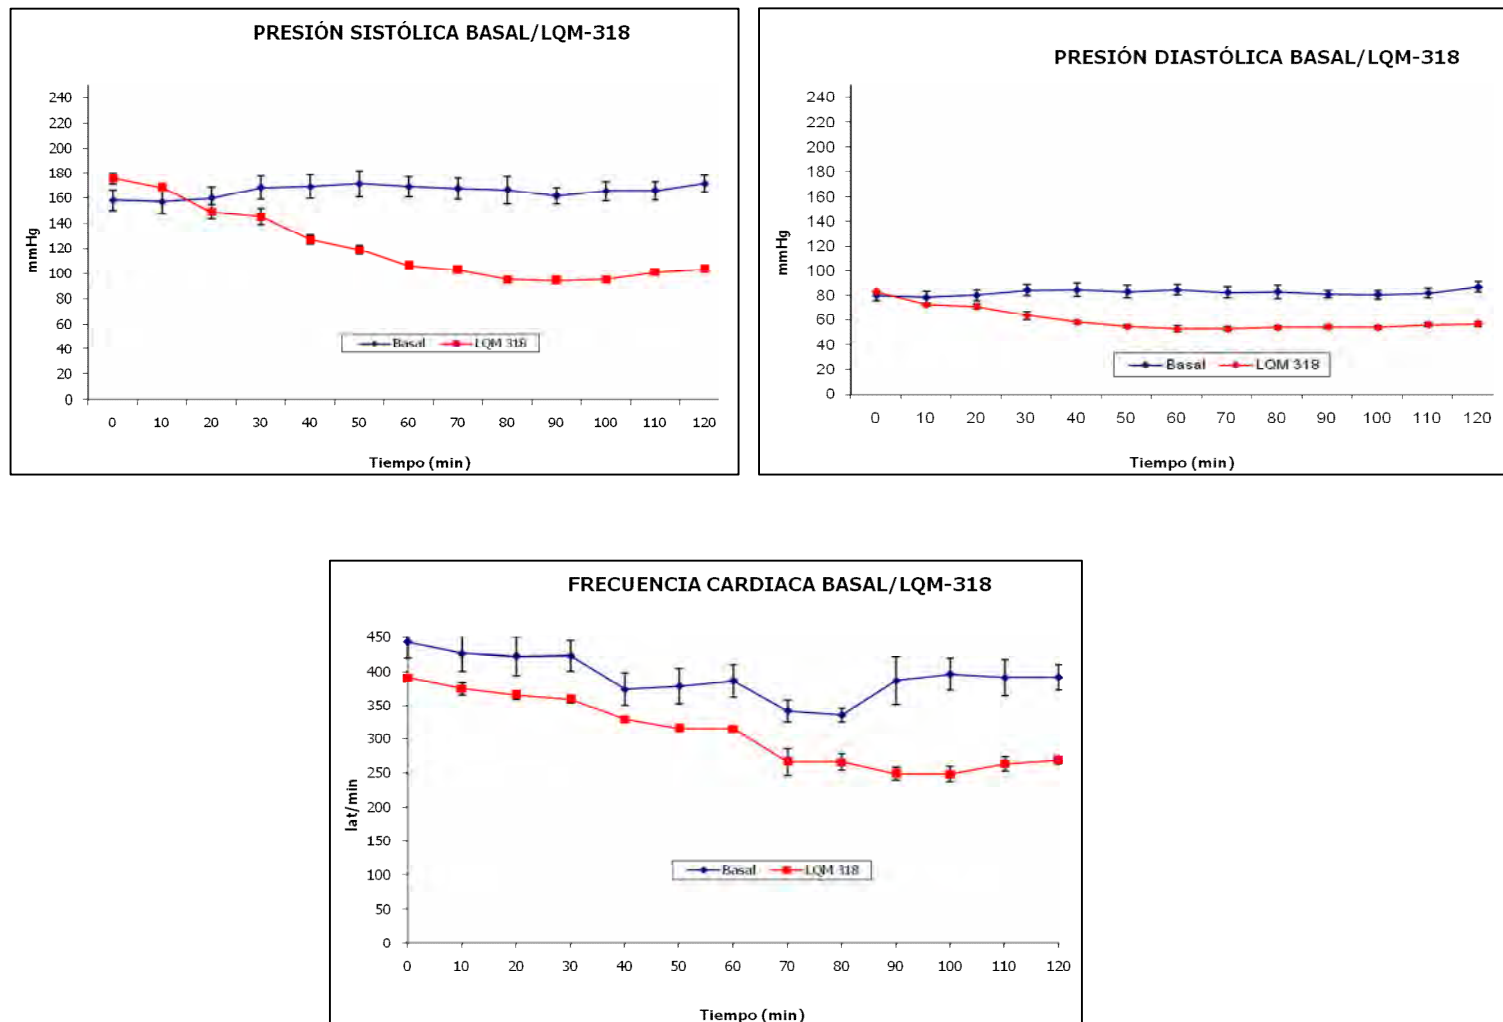 PRESIÓN SISTÓLICA BASAL/LQM-318
240
220
200
180
160
140
120
100
80
60
40
20
0
mmHg
Basal LQM 318
0 10 20 30 40 50 60 70 80 90 100 110 120
Tiempo (min)
PRESIÓN DIASTÓLICA BASAL/LQM-318
240
220
200
180
160
140
120
100
80
60
40
20
0
mmHg
Basal LQM 318
0 10 20 30 40 50 60 70 80 90 100 110 120
Tiempo (min)
FRECUENCIA CARDIACA BASAL/LQM-318
450
400
350
300
250
200
150
100
50
0
lat/min
Basal LQM 318
0 10 20 30 40 50 60 70 80 90 100 110 120
Tiempo (min)